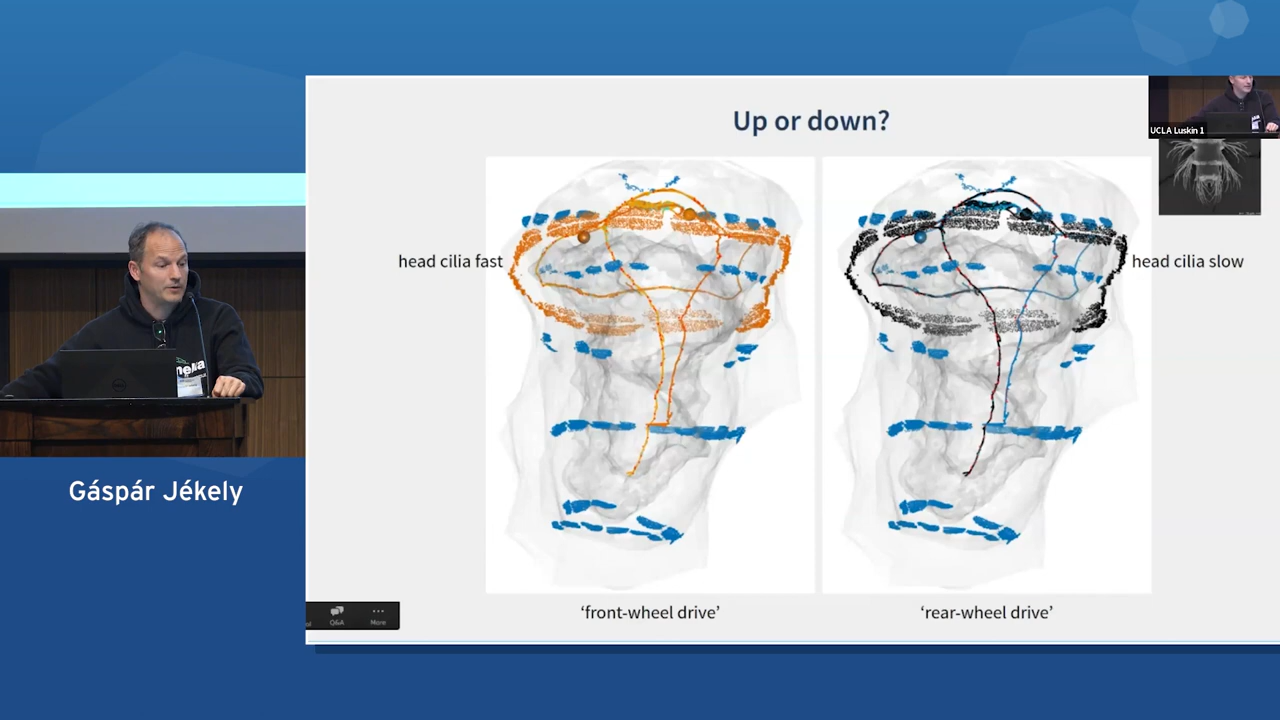 Up or down?
UCLA Luskin 1
head cilia fast
head cilia slow
Gáspár Jékely
'front-wheel drive'
'rear-wheel drive'
Q&A
More